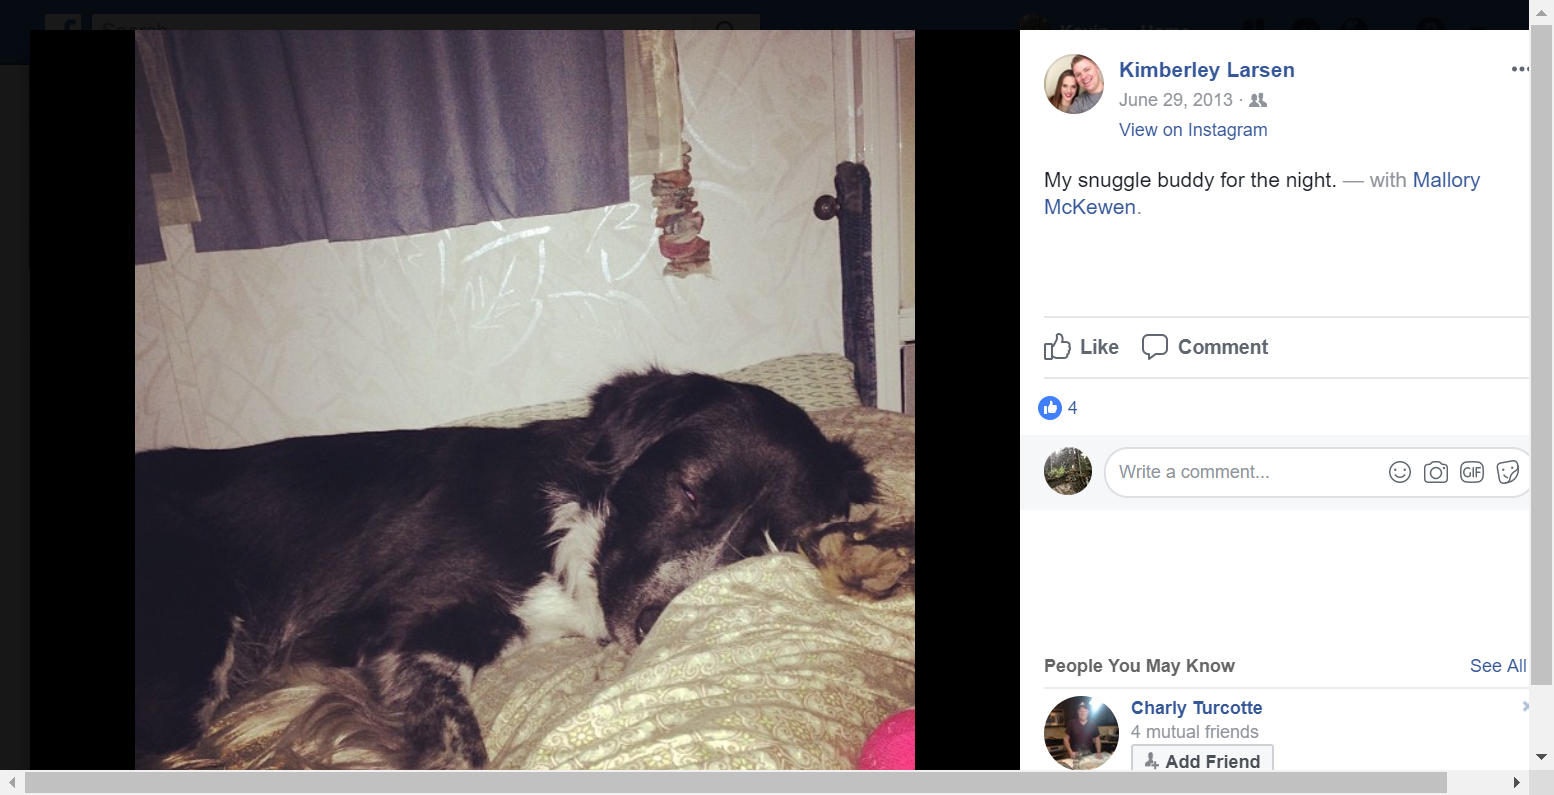 Search
Kimberley Larsen
June 29, 2013 ·
View on Instagram
My snuggle buddy for the night. — with Mallory
McKewen.
Like Comment
4
Write a comment...
GIF
People You May Know See All
Charly Turcotte
4 mutual friends
Add Friend